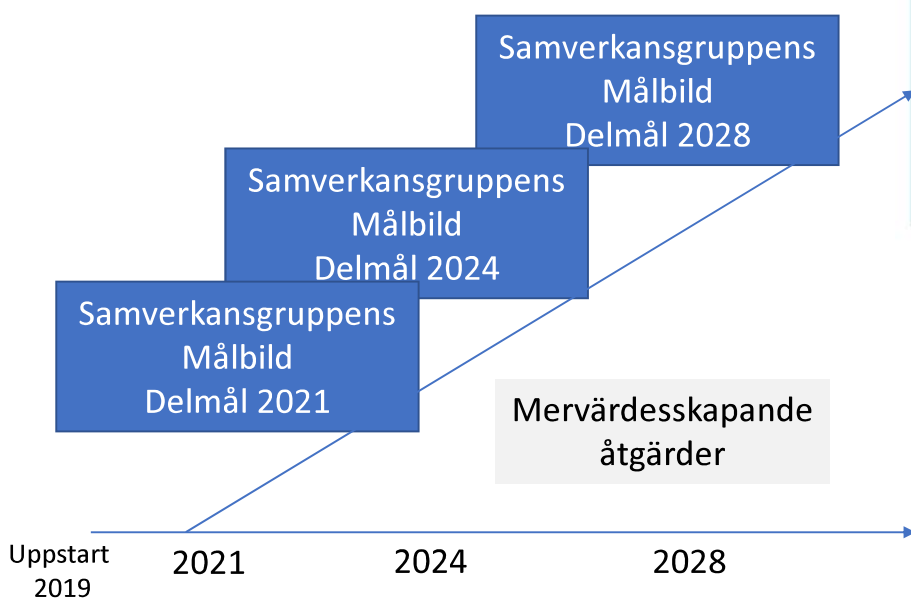 Samverkansgruppens
Målbild
Delmål 2028
Samverkansgruppens
Målbild
Delmål 2024
Samverkansgruppens
Målbild
Delmål 2021
Mervärdesskapande
åtgärder
Uppstart
2019
2021
2024
2028